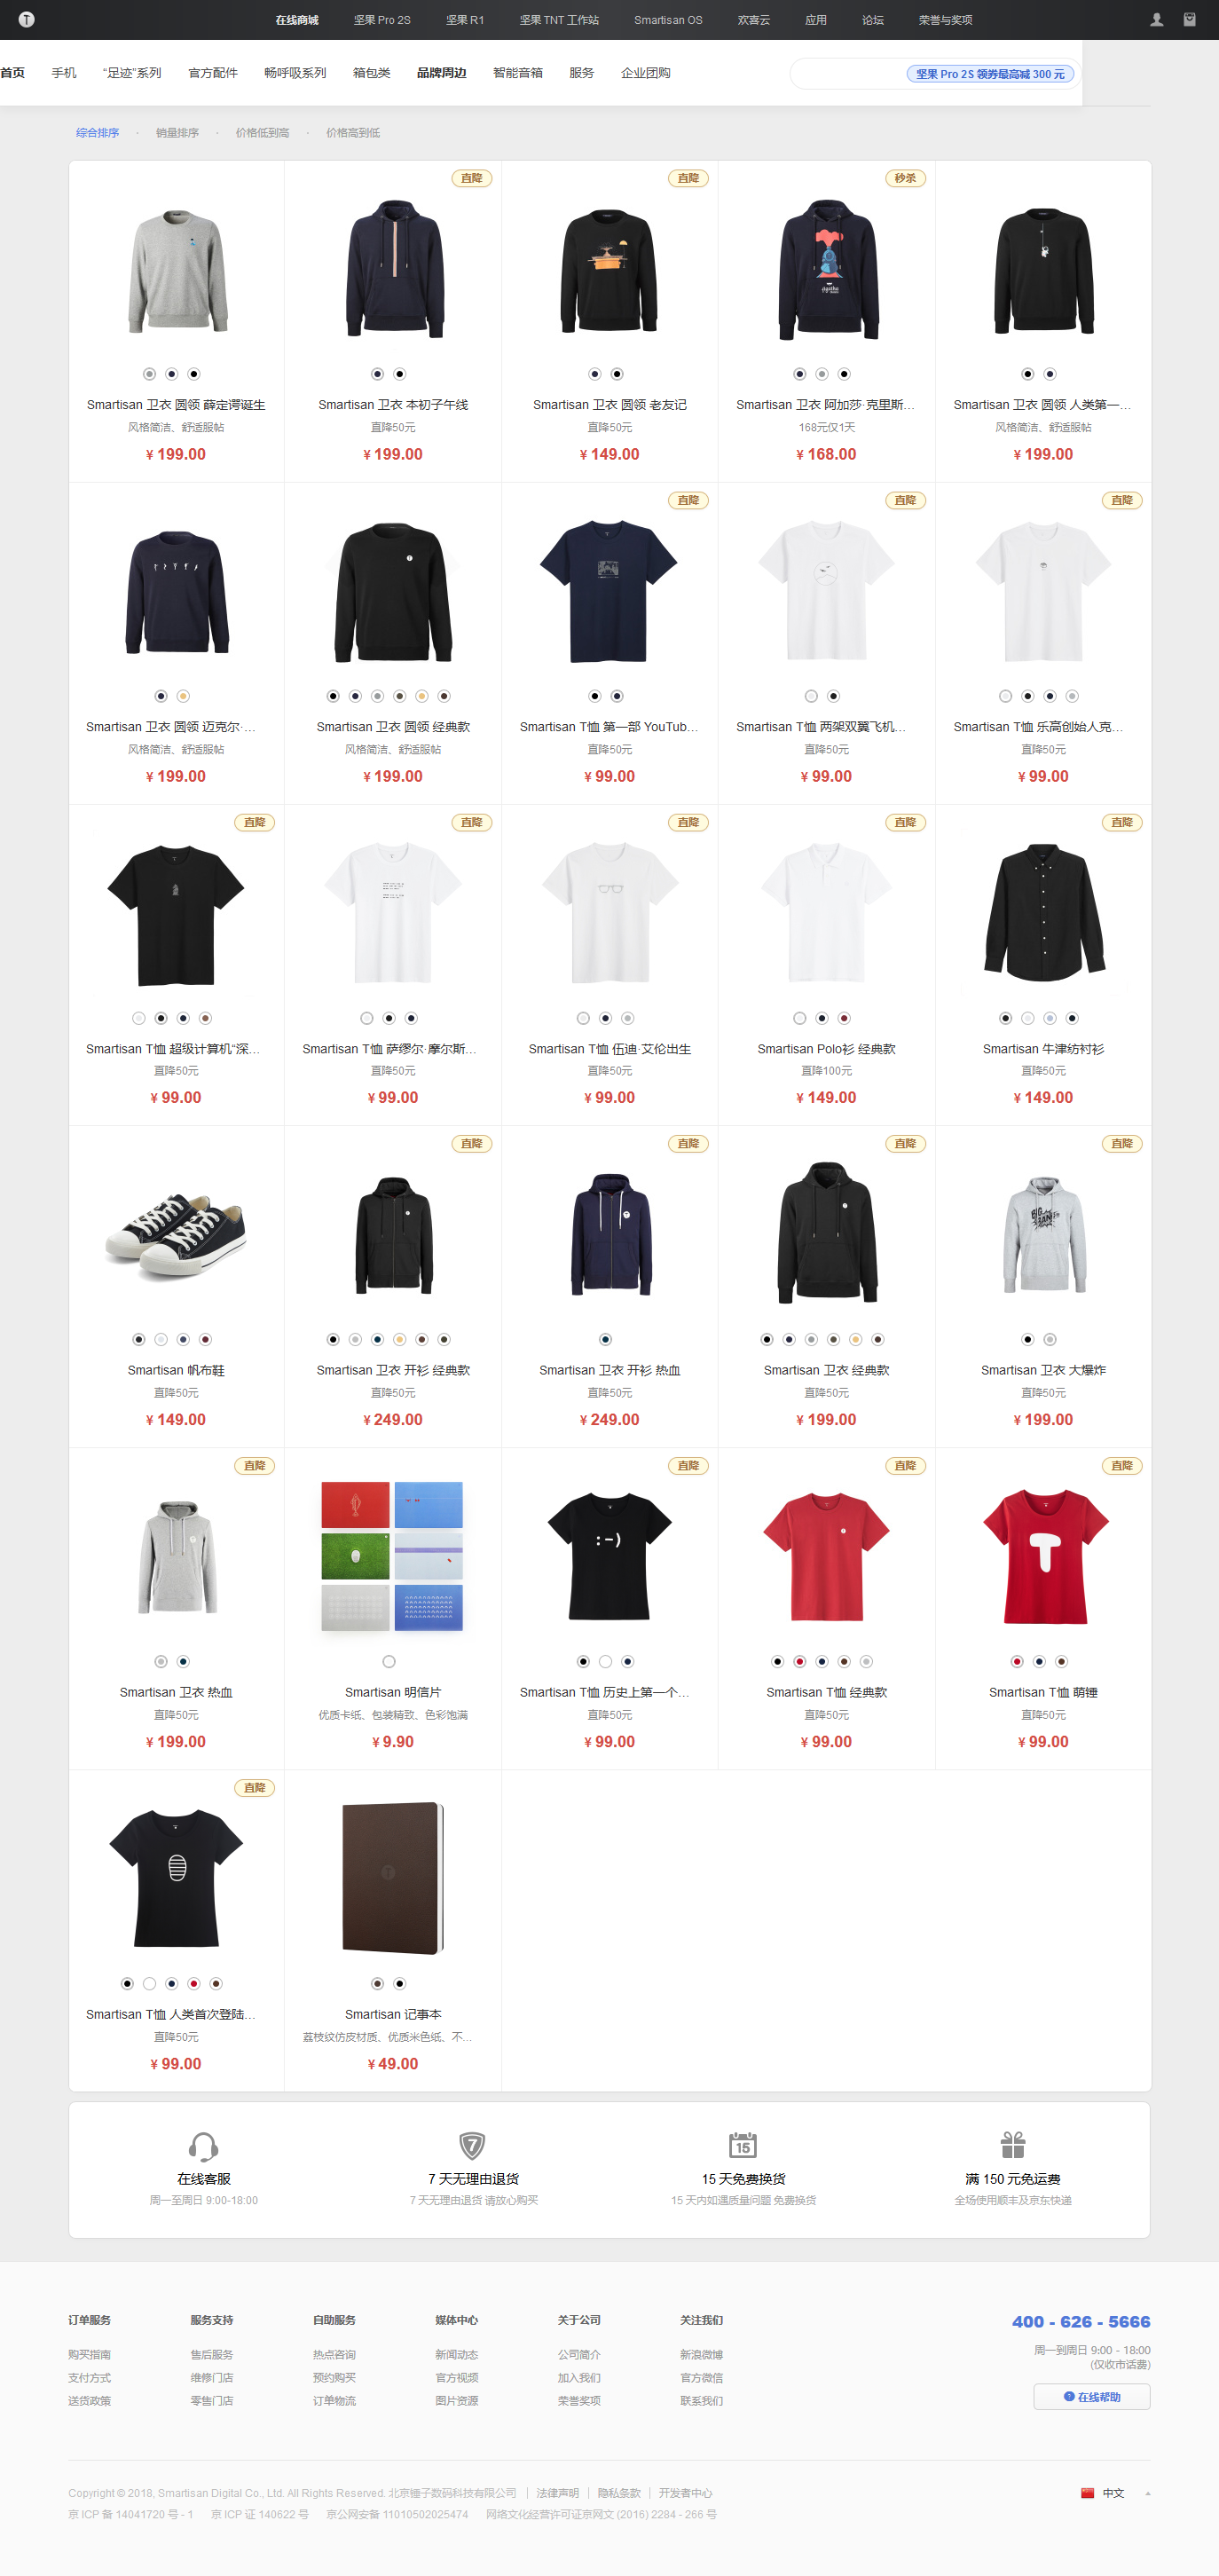 在线商城 坚果 Pro 2S 坚果 R1 坚果 TNT 工作站 Smartisan OS 欢喜云 应用 论坛 荣誉与奖项
首页 手机 “足迹”系列 官方配件 畅呼吸系列 箱包类 品牌周边 智能音箱 服务 企业团购 坚果 Pro 2S 领券最高减 300 元
综合排序 · 销量排序 · 价格低到高 · 价格高到低
直降 直降 秒杀
Smartisan 卫衣 圆领 薛定谔诞生 Smartisan 卫衣 本初子午线 Smartisan 卫衣 圆领 老友记 Smartisan 卫衣 阿加莎·克里斯... Smartisan 卫衣 圆领 人类第一...
风格简洁、舒适服帖 直降50元 直降50元 168元仅1天 风格简洁、舒适服帖
¥ 199.00 ¥ 199.00 ¥ 149.00 ¥ 168.00 ¥ 199.00
直降 直降 直降
Smartisan 卫衣 圆领 迈克尔·... Smartisan 卫衣 圆领 经典款 Smartisan T恤 第一部 YouTub... Smartisan T恤 两架双翼飞机... Smartisan T恤 乐高创始人克...
风格简洁、舒适服帖 风格简洁、舒适服帖 直降50元 直降50元 直降50元
¥ 199.00 ¥ 199.00 ¥ 99.00 ¥ 99.00 ¥ 99.00
直降 直降 直降 直降 直降
Smartisan T恤 超级计算机“深... Smartisan T恤 萨缪尔·摩尔斯... Smartisan T恤 伍迪·艾伦出生 Smartisan Polo衫 经典款 Smartisan 牛津纺衬衫
直降50元 直降50元 直降50元 直降100元 直降50元
¥ 99.00 ¥ 99.00 ¥ 99.00 ¥ 149.00 ¥ 149.00
直降 直降 直降 直降
BIG BAN
Smartisan 帆布鞋 Smartisan 卫衣 开衫 经典款 Smartisan 卫衣 开衫 热血 Smartisan 卫衣 经典款 Smartisan 卫衣 大爆炸
直降50元 直降50元 直降50元 直降50元 直降50元
¥ 149.00 ¥ 249.00 ¥ 249.00 ¥ 199.00 ¥ 199.00
直降 直降 直降 直降
:-)
Smartisan 卫衣 热血 Smartisan 明信片 Smartisan T恤 历史上第一个... Smartisan T恤 经典款 Smartisan T恤 萌锤
直降50元 优质卡纸、包装精致、色彩饱满 直降50元 直降50元 直降50元
¥ 199.00 ¥ 9.90 ¥ 99.00 ¥ 99.00 ¥ 99.00
直降
Smartisan T恤 人类首次登陆... Smartisan 记事本
直降50元 荔枝纹仿皮材质、优质米色纸、不...
¥ 99.00 ¥ 49.00
7 15
在线客服 7 天无理由退货 15 天免费换货 满 150 元免运费
周一至周日 9:00-18:00 7 天无理由退货 请放心购买 15 天内如遇质量问题 免费换货 全场使用顺丰及京东快递
订单服务 服务支持 自助服务 媒体中心 关于公司 关注我们 400 - 626 - 5666
购买指南 售后服务 热点咨询 新闻动态 公司简介 新浪微博 周一到周日 9:00 - 18:00
(仅收市话费)
支付方式 维修门店 预约购买 官方视频 加入我们 官方微信
送货政策 零售门店 订单物流 图片资源 荣誉奖项 联系我们 在线帮助
Copyright © 2018, Smartisan Digital Co., Ltd. All Rights Reserved. 北京锤子数码科技有限公司 | 法律声明 | 隐私条款 | 开发者中心 中文
京 ICP 备 14041720 号 - 1 京 ICP 证 140622 号 京公网安备 11010502025474 网络文化经营许可证京网文 (2016) 2284 - 266 号